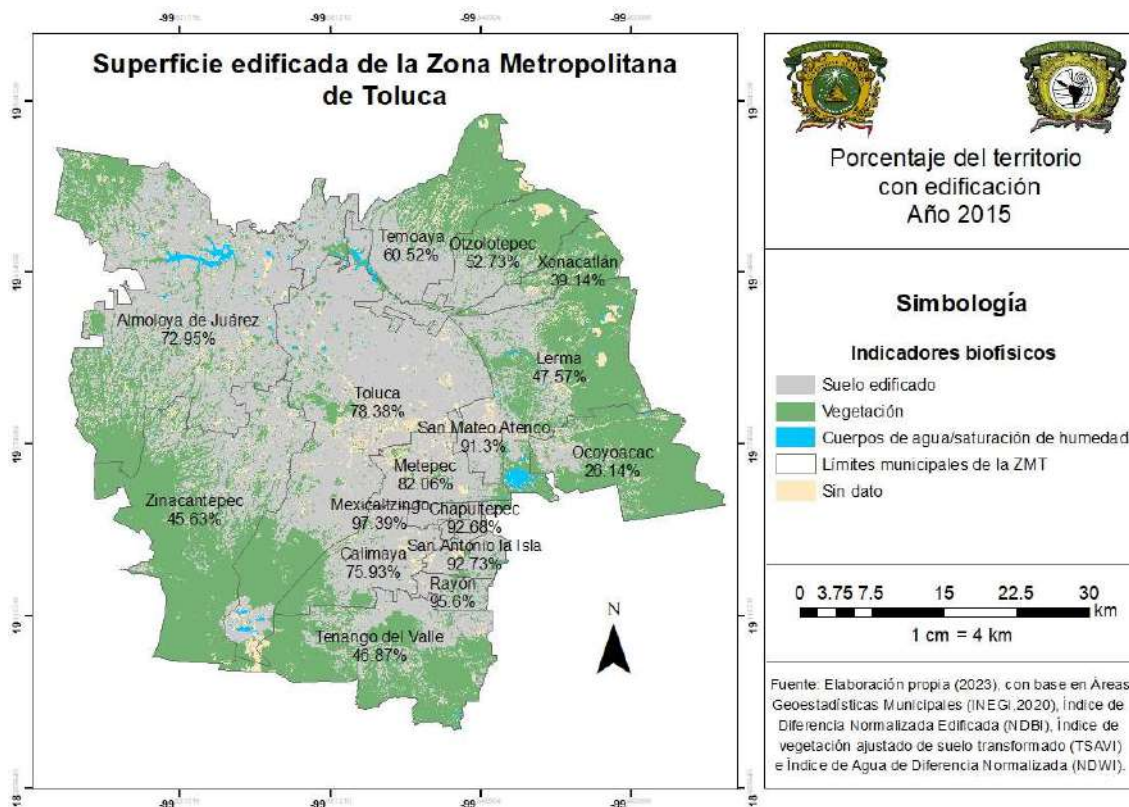 Superficie edificada de la Zona Metropolitana
de Toluca
Temoaya
60.52%
Otzolotepec
52.73%
Xonacatlán
39.14%
Almoloya de Juárez
72.95%
Lerma
47.57%
Toluca
78.38%
San Mateo Atenco
91.3%
Ocoyoacac
26.14%
Metepec
82.06%
Zinacantepec
45.63%
Mexicaltzingo
97.39%
Chapultepec
92.68%
San Antonio la Isla
92.73%
Calimaya
75.93%
Rayón
95.6%
Tenango del Valle
46.87%
N
Porcentaje del territorio
con edificación
Año 2015
Simbología
Indicadores biofísicos
Suelo edificado
Vegetación
Cuerpos de agua/saturación de humedad
Límites municipales de la ZMT
Sin dato
0 3.75 7.5 15 22.5 30
km
1 cm = 4 km
Fuente: Elaboración propia (2023), con base en Áreas
Geoestadísticas Municipales (INEGI,2020), Índice de
Diferencia Normalizada Edificada (NDBI), Índice de
vegetación ajustado de suelo transformado (TSAVI)
e Índice de Agua de Diferencia Normalizada (NDWI).